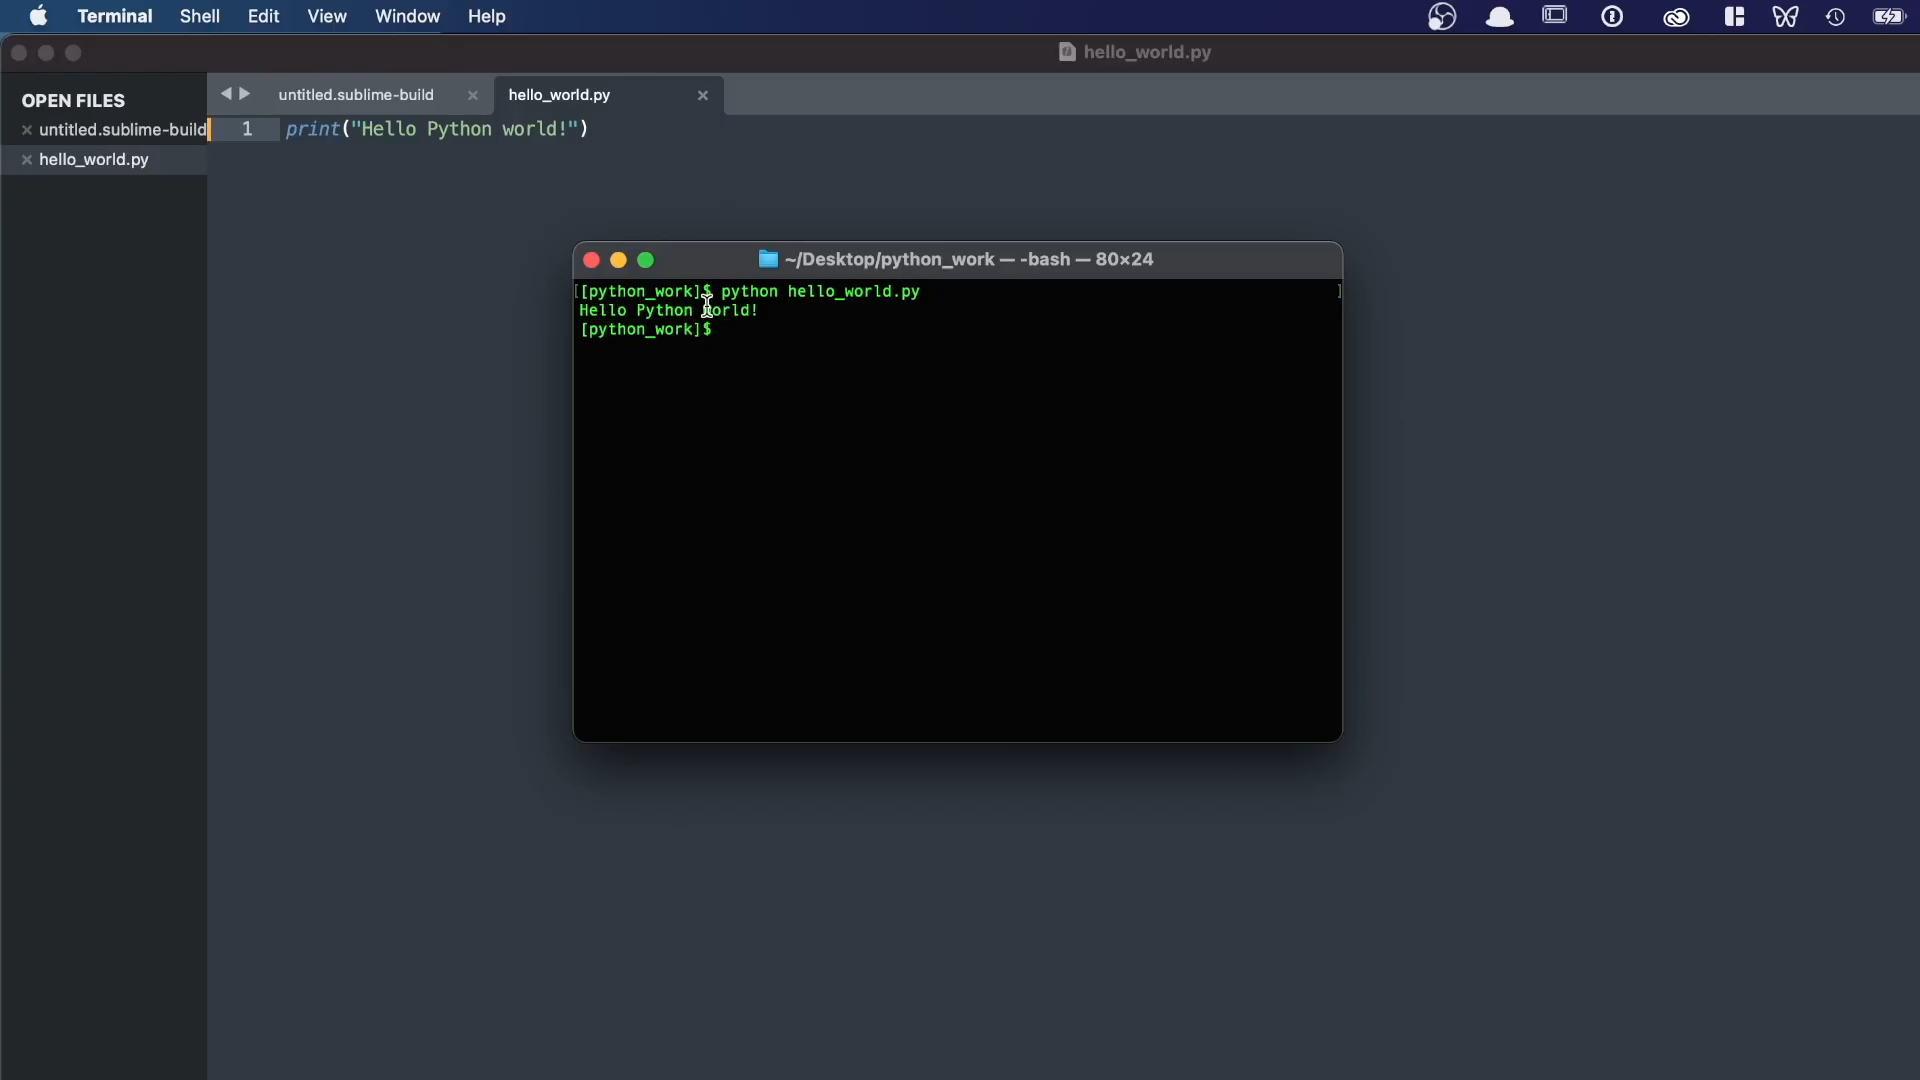 Terminal Shell Edit View Window Help
hello_world.py
OPEN FILES
untitled.sublime-build
hello_world.py
untitled.sublime-build
hello_world.py
1 print("Hello Python world!")
~/Desktop/python_work — -bash — 80×24
[[python_work]$ python hello_world.py ]
Hello Python world!
[python_work]$